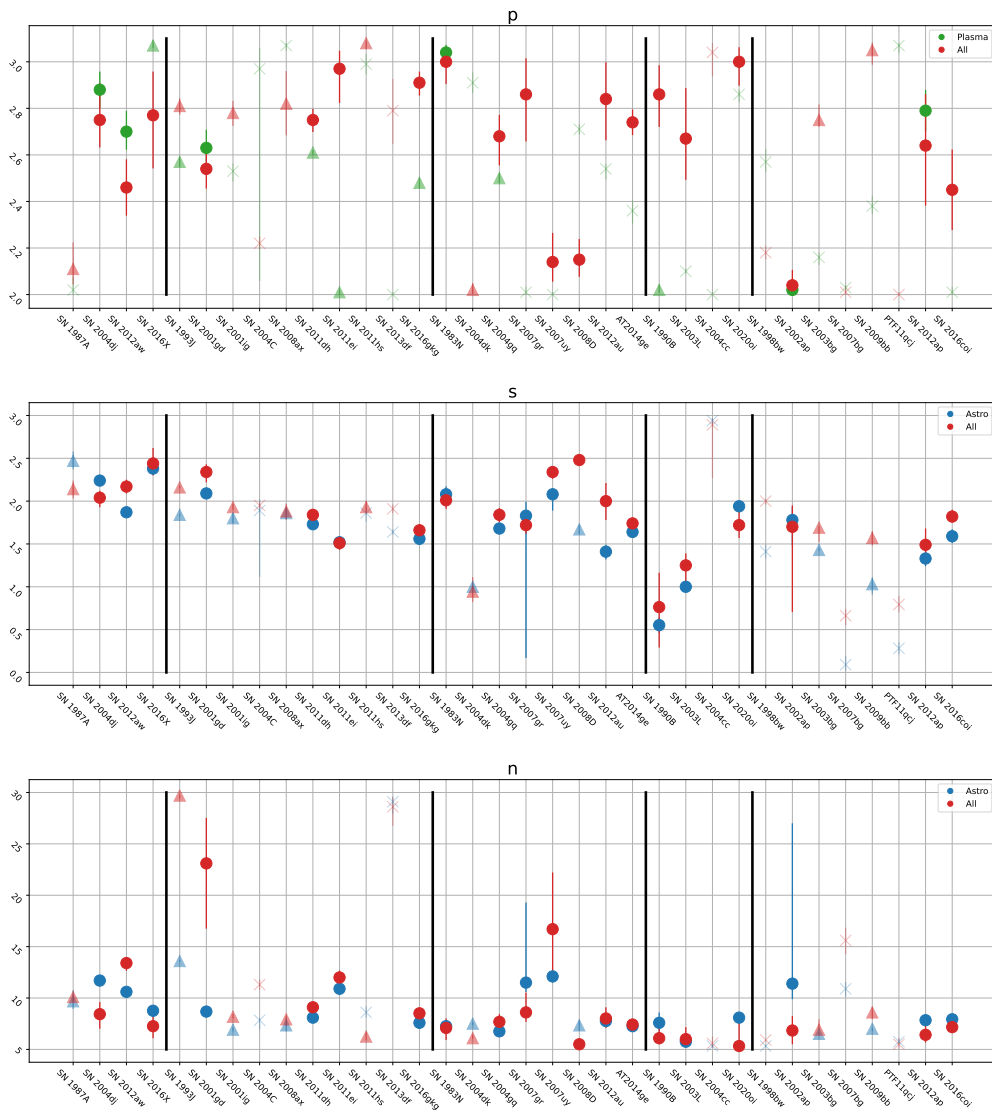 p
Plasma
All
3.0
2.8
2.6
2.4
2.2
2.0
SN 1987A
SN 2004dj
SN 2012aw
SN 2016X
SN 1993J
SN 2001gd
SN 2001ig
SN 2004C
SN 2008ax
SN 2011dh
SN 2011ei
SN 2011hs
SN 2013df
SN 2016gkg
SN 1983N
SN 2004dk
SN 2004gq
SN 2007gr
SN 2007uy
SN 2008D
SN 2012au
AT2014ge
SN 1990B
SN 2003L
SN 2004cc
SN 2020oi
SN 1998bw
SN 2002ap
SN 2003bg
SN 2007bg
SN 2009bb
PTF11qcj
SN 2012ap
SN 2016coi
s
Astro
All
3.0
2.5
2.0
1.5
1.0
0.5
0.0
SN 1987A
SN 2004dj
SN 2012aw
SN 2016X
SN 1993J
SN 2001gd
SN 2001ig
SN 2004C
SN 2008ax
SN 2011dh
SN 2011ei
SN 2011hs
SN 2013df
SN 2016gkg
SN 1983N
SN 2004dk
SN 2004gq
SN 2007gr
SN 2007uy
SN 2008D
SN 2012au
AT2014ge
SN 1990B
SN 2003L
SN 2004cc
SN 2020oi
SN 1998bw
SN 2002ap
SN 2003bg
SN 2007bg
SN 2009bb
PTF11qcj
SN 2012ap
SN 2016coi
n
Astro
All
30
25
20
15
10
5
SN 1987A
SN 2004dj
SN 2012aw
SN 2016X
SN 1993J
SN 2001gd
SN 2001ig
SN 2004C
SN 2008ax
SN 2011dh
SN 2011ei
SN 2011hs
SN 2013df
SN 2016gkg
SN 1983N
SN 2004dk
SN 2004gq
SN 2007gr
SN 2007uy
SN 2008D
SN 2012au
AT2014ge
SN 1990B
SN 2003L
SN 2004cc
SN 2020oi
SN 1998bw
SN 2002ap
SN 2003bg
SN 2007bg
SN 2009bb
PTF11qcj
SN 2012ap
SN 2016coi